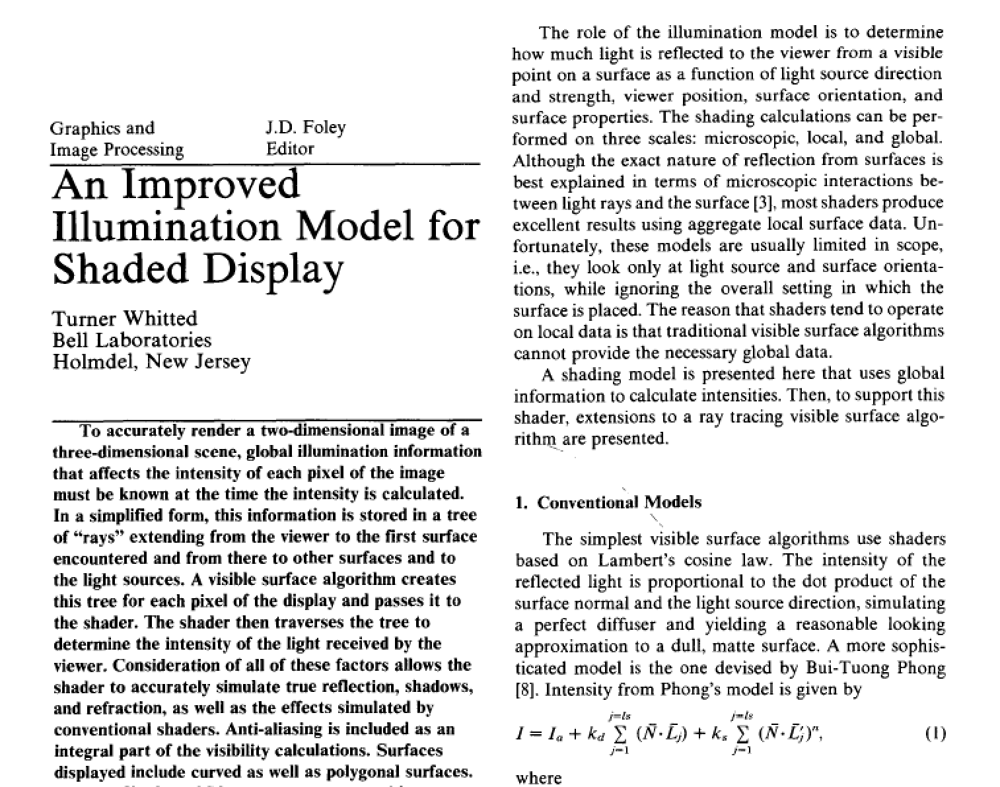 Graphics and
Image Processing
J.D. Foley
Editor
An Improved
Illumination Model for
Shaded Display
Turner Whitted
Bell Laboratories
Holmdel, New Jersey
To accurately render a two-dimensional image of a
three-dimensional scene, global illumination information
that affects the intensity of each pixel of the image
must be known at the time the intensity is calculated.
In a simplified form, this information is stored in a tree
of “rays” extending from the viewer to the first surface
encountered and from there to other surfaces and to
the light sources. A visible surface algorithm creates
this tree for each pixel of the display and passes it to
the shader. The shader then traverses the tree to
determine the intensity of the light received by the
viewer. Consideration of all of these factors allows the
shader to accurately simulate true reflection, shadows,
and refraction, as well as the effects simulated by
conventional shaders. Anti-aliasing is included as an
integral part of the visibility calculations. Surfaces
displayed include curved as well as polygonal surfaces.
The role of the illumination model is to determine
how much light is reflected to the viewer from a visible
point on a surface as a function of light source direction
and strength, viewer position, surface orientation, and
surface properties. The shading calculations can be per-
formed on three scales: microscopic, local, and global.
Although the exact nature of reflection from surfaces is
best explained in terms of microscopic interactions be-
tween light rays and the surface [3], most shaders produce
excellent results using aggregate local surface data. Un-
fortunately, these models are usually limited in scope,
i.e., they look only at light source and surface orienta-
tions, while ignoring the overall setting in which the
surface is placed. The reason that shaders tend to operate
on local data is that traditional visible surface algorithms
cannot provide the necessary global data.
A shading model is presented here that uses global
information to calculate intensities. Then, to support this
shader, extensions to a ray tracing visible surface algo-
rithm are presented.
1. Conventional Models
The simplest visible surface algorithms use shaders
based on Lambert's cosine law. The intensity of the
reflected light is proportional to the dot product of the
surface normal and the light source direction, simulating
a perfect diffuser and yielding a reasonable looking
approximation to a dull, matte surface. A more sophis-
ticated model is the one devised by Bui-Tuong Phong
[8]. Intensity from Phong's model is given by
I = I_a + k_d ∑_{j=1}^{j=ls} (N̄·L̄_j) + k_s ∑_{j=1}^{j=ls} (N̄·L̄′_j)^n, (1)
where